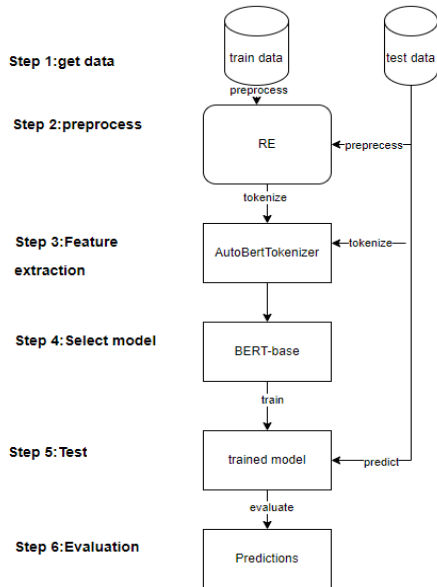 Step 1:get data
train data
test data
preprocess
Step 2:preprocess
RE
preprecess
tokenize
Step 3:Feature
extraction
AutoBertTokenizer
tokenize
Step 4:Select model
BERT-base
train
Step 5:Test
trained model
predict
evaluate
Step 6:Evaluation
Predictions